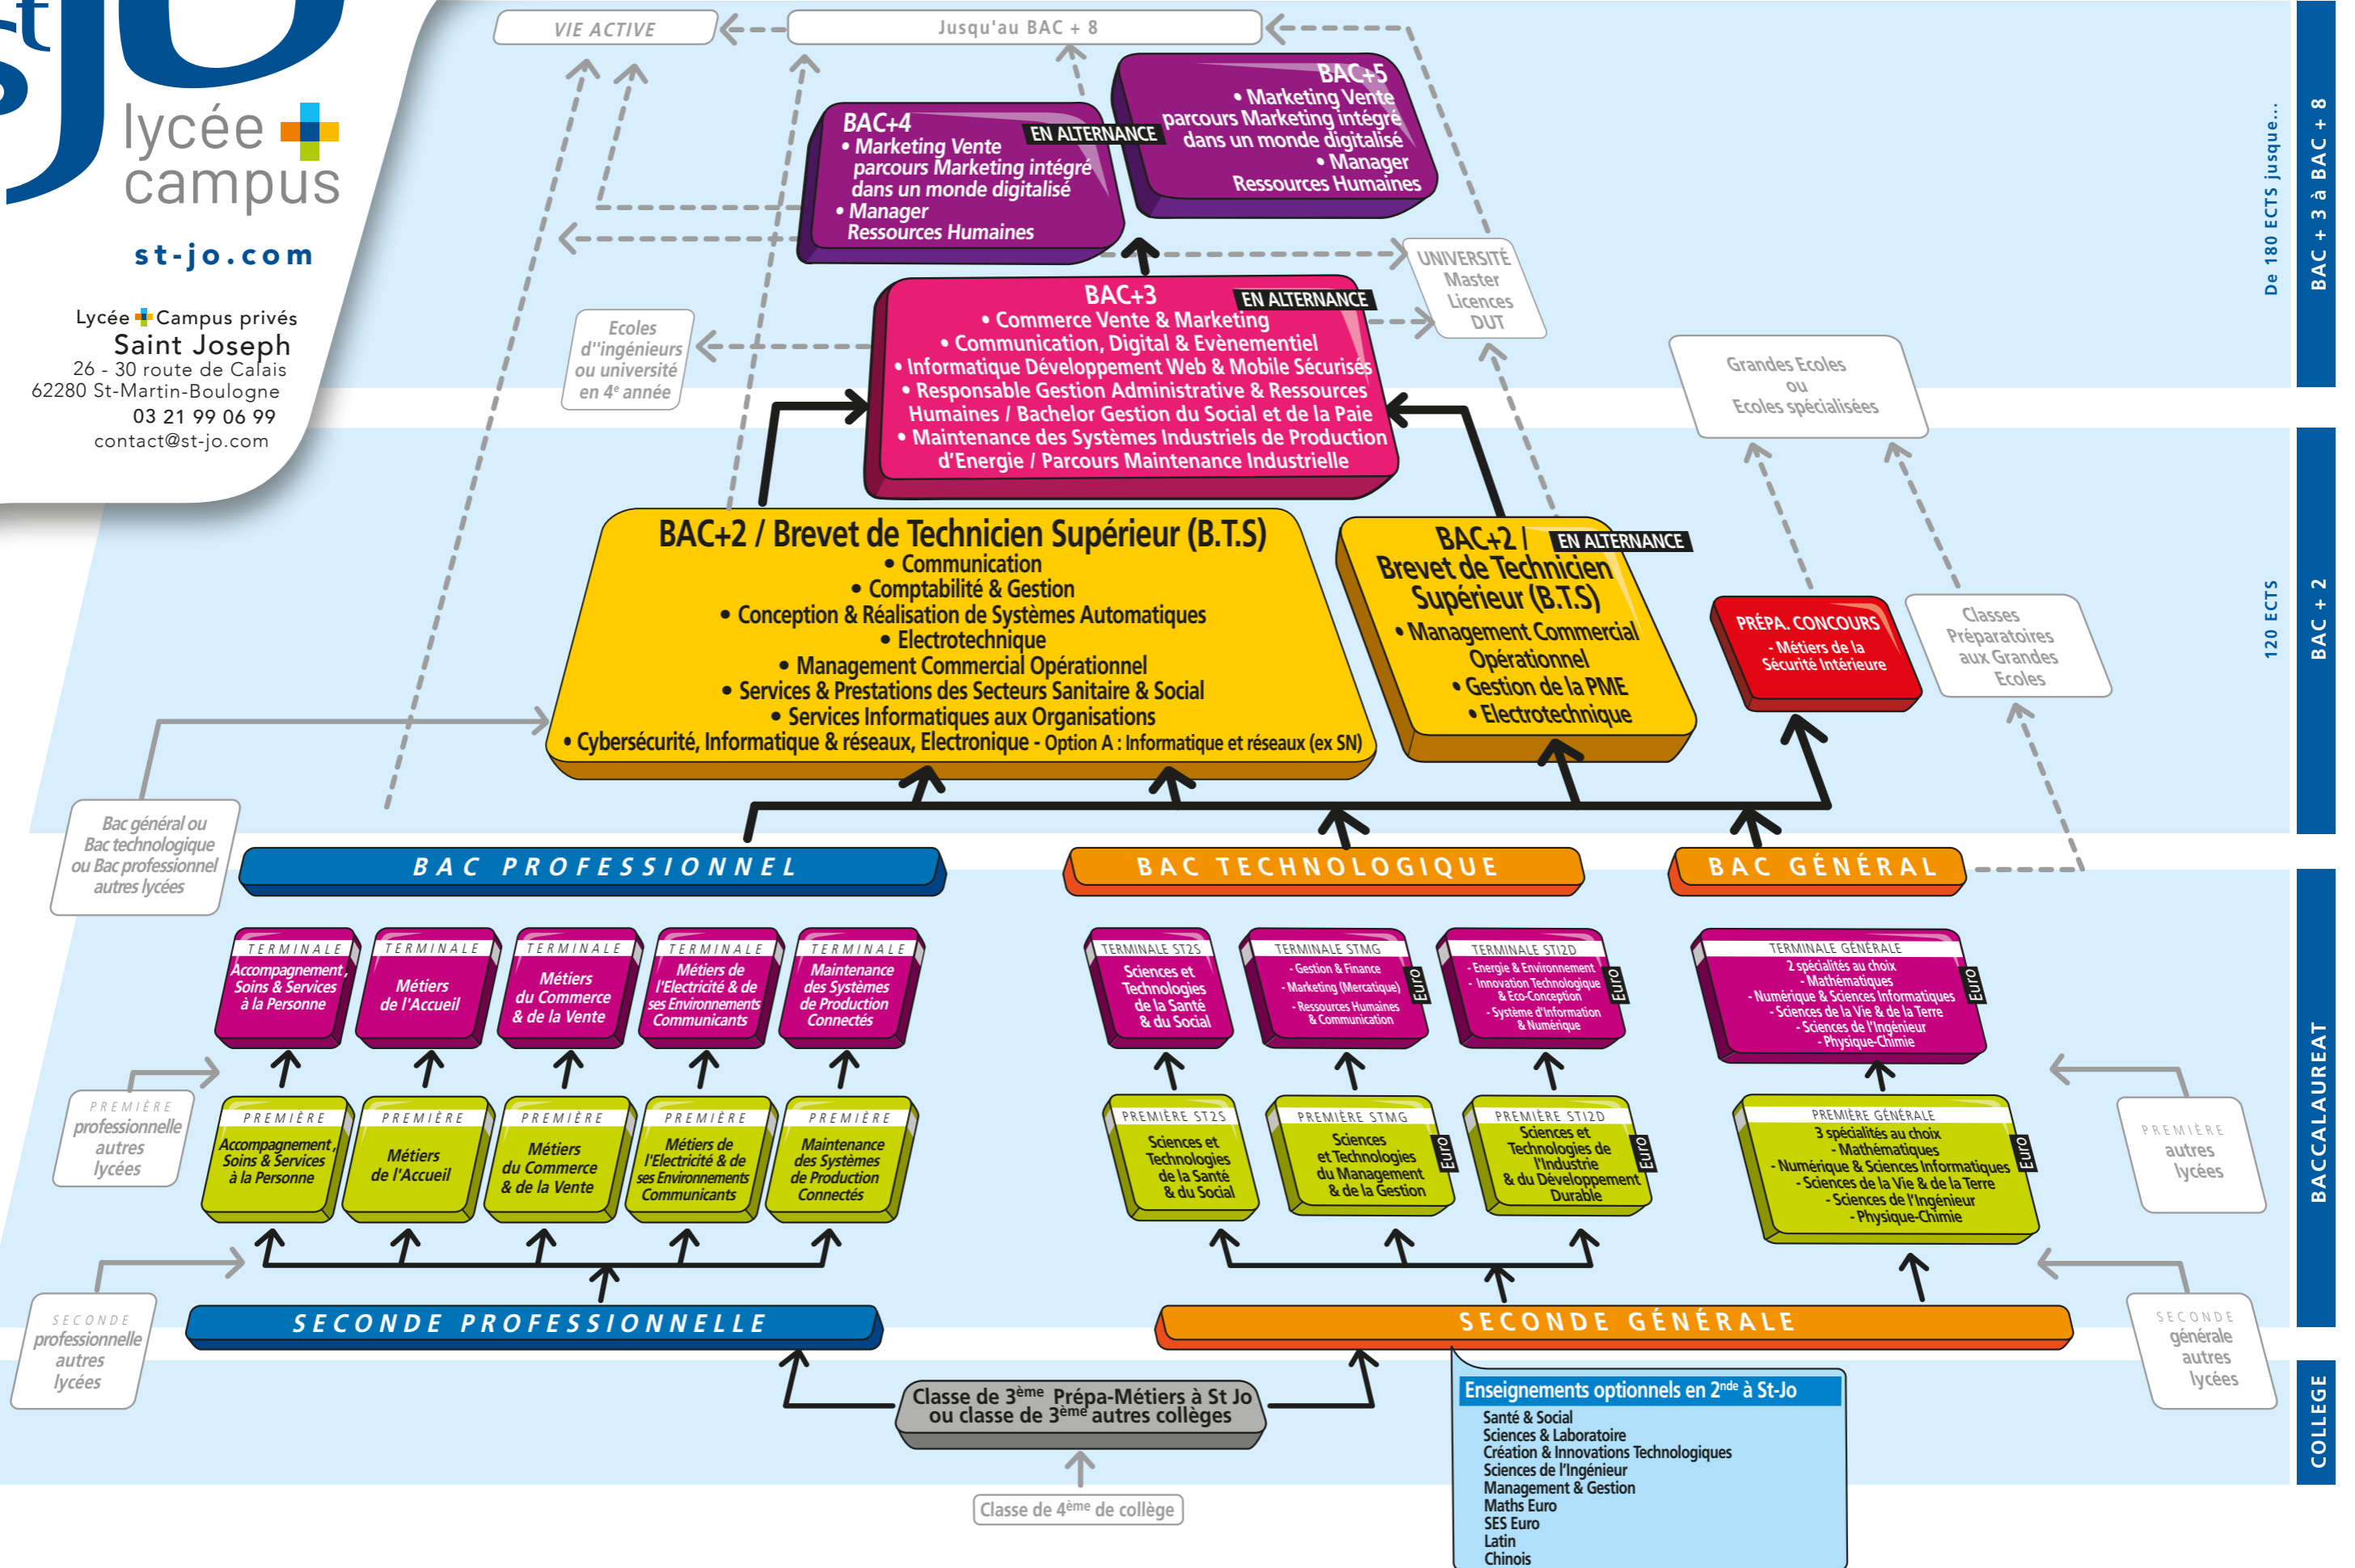 st jo
lycée
campus
st-jo.com
Lycée Campus privés
Saint Joseph
26 - 30 route de Calais
62280 St-Martin-Boulogne
03 21 99 06 99
contact@st-jo.com
VIE ACTIVE
Jusqu'au BAC + 8
BAC+4
EN ALTERNANCE
• Marketing Vente
parcours Marketing intégré
dans un monde digitalisé
• Manager
Ressources Humaines
BAC+5
• Marketing Vente
parcours Marketing intégré
dans un monde digitalisé
• Manager
Ressources Humaines
UNIVERSITÉ
Master
Licences
DUT
Ecoles
d''ingénieurs
ou université
en 4e année
BAC+3
EN ALTERNANCE
• Commerce Vente & Marketing
• Communication, Digital & Evènementiel
• Informatique Développement Web & Mobile Sécurisés
• Responsable Gestion Administrative & Ressources
Humaines / Bachelor Gestion du Social et de la Paie
• Maintenance des Systèmes Industriels de Production
d'Energie / Parcours Maintenance Industrielle
Grandes Ecoles
ou
Ecoles spécialisées
De 180 ECTS jusque...
BAC + 3 à BAC + 8
BAC+2 / Brevet de Technicien Supérieur (B.T.S)
• Communication
• Comptabilité & Gestion
• Conception & Réalisation de Systèmes Automatiques
• Electrotechnique
• Management Commercial Opérationnel
• Services & Prestations des Secteurs Sanitaire & Social
• Services Informatiques aux Organisations
• Cybersécurité, Informatique & réseaux, Electronique - Option A : Informatique et réseaux (ex SN)
BAC+2 /
EN ALTERNANCE
Brevet de Technicien
Supérieur (B.T.S)
• Management Commercial
Opérationnel
• Gestion de la PME
• Electrotechnique
PRÉPA. CONCOURS
- Métiers de la
Sécurité Intérieure
Classes
Préparatoires
aux Grandes
Ecoles
120 ECTS
BAC + 2
Bac général ou
Bac technologique
ou Bac professionnel
autres lycées
BAC PROFESSIONNEL
BAC TECHNOLOGIQUE
BAC GÉNÉRAL
TERMINALE
Accompagnement,
Soins & Services
à la Personne
TERMINALE
Métiers
de l'Accueil
TERMINALE
Métiers
du Commerce
& de la Vente
TERMINALE
Métiers de
l'Electricité & de
ses Environnements
Communicants
TERMINALE
Maintenance
des Systèmes
de Production
Connectés
TERMINALE ST2S
Sciences et
Technologies
de la Santé
& du Social
TERMINALE STMG
- Gestion & Finance
- Marketing (Mercatique)
- Ressources Humaines
& Communication
Euro
TERMINALE STI2D
- Energie & Environnement
- Innovation Technologique
& Eco-Conception
- Système d'Information
& Numérique
Euro
TERMINALE GÉNÉRALE
2 spécialités au choix
- Mathématiques
- Numérique & Sciences Informatiques
- Sciences de la Vie & de la Terre
- Sciences de l'Ingénieur
- Physique-Chimie
Euro
BACCALAUREAT
PREMIÈRE
professionnelle
autres
lycées
PREMIÈRE
Accompagnement,
Soins & Services
à la Personne
PREMIÈRE
Métiers
de l'Accueil
PREMIÈRE
Métiers
du Commerce
& de la Vente
PREMIÈRE
Métiers de
l'Electricité & de
ses Environnements
Communicants
PREMIÈRE
Maintenance
des Systèmes
de Production
Connectés
PREMIÈRE ST2S
Sciences et
Technologies
de la Santé
& du Social
PREMIÈRE STMG
Sciences
et Technologies
du Management
& de la Gestion
Euro
PREMIÈRE STI2D
Sciences et
Technologies de
l'Industrie
& du Développement
Durable
Euro
PREMIÈRE GÉNÉRALE
3 spécialités au choix
- Mathématiques
- Numérique & Sciences Informatiques
- Sciences de la Vie & de la Terre
- Sciences de l'Ingénieur
- Physique-Chimie
Euro
PREMIÈRE
autres
lycées
SECONDE
professionnelle
autres
lycées
SECONDE PROFESSIONNELLE
SECONDE GÉNÉRALE
SECONDE
générale
autres
lycées
Classe de 3ème Prépa-Métiers à St Jo
ou classe de 3ème autres collèges
Classe de 4ème de collège
Enseignements optionnels en 2nde à St-Jo
Santé & Social
Sciences & Laboratoire
Création & Innovations Technologiques
Sciences de l'Ingénieur
Management & Gestion
Maths Euro
SES Euro
Latin
Chinois
COLLEGE